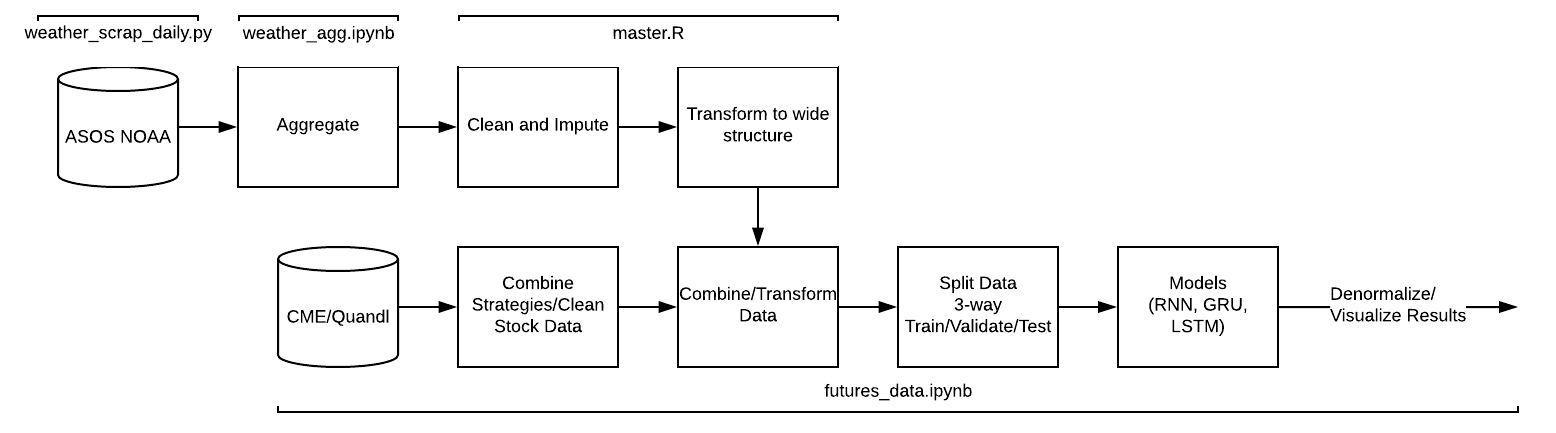 weather_scrap_daily.py
weather_agg.ipynb
master.R
ASOS NOAA
Aggregate
Clean and Impute
Transform to wide
structure
CME/Quandl
Combine
Strategies/Clean
Stock Data
Combine/Transform
Data
Split Data
3-way
Train/Validate/Test
Models
(RNN, GRU,
LSTM)
Denormalize/
Visualize Results
futures_data.ipynb